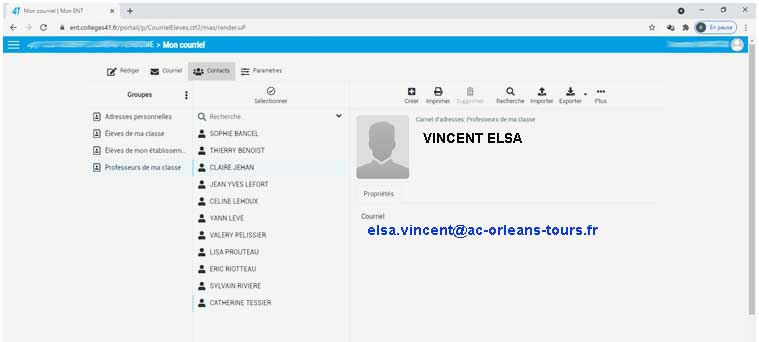 Mon courriel | Mon ENT
ent.colleges41.fr/portail/p/CourrielEleves.ctf2/max/render.uP
En pause
> Mon courriel
Rédiger Courriel Contacts Paramètres
Groupes
Sélectionner
Créer Imprimer Supprimer Recherche Importer Exporter Plus
Adresses personnelles
Élèves de ma classe
Élèves de mon établissem...
Professeurs de ma classe
Recherche...
SOPHIE BANCEL
THIERRY BENOIST
CLAIRE JEHAN
JEAN YVES LEFORT
CELINE LEHOUX
YANN LEVE
VALERY PELISSIER
LISA PROUTEAU
ERIC RIOTTEAU
SYLVAIN RIVIERE
CATHERINE TESSIER
Carnet d'adresses: Professeurs de ma classe
VINCENT ELSA
Propriétés
Courriel
elsa.vincent@ac-orleans-tours.fr